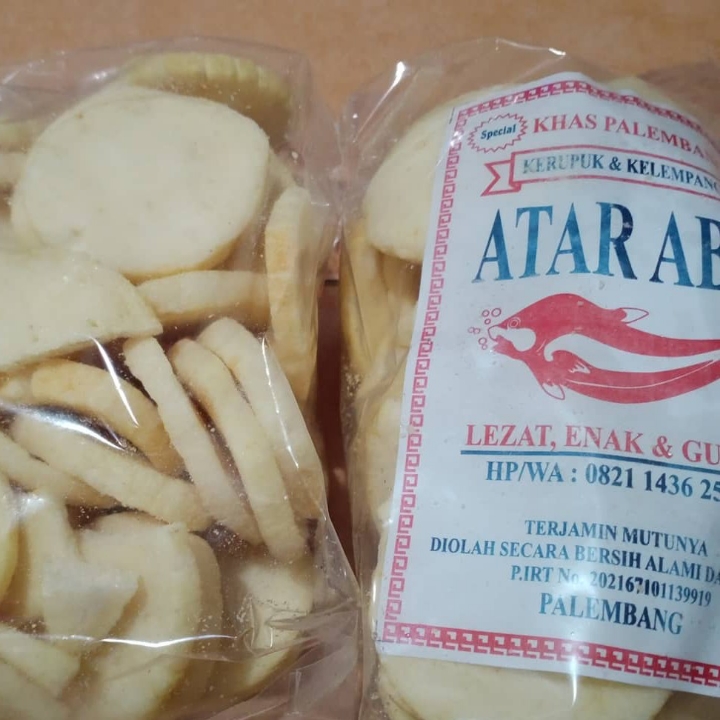 Special
KHAS PALEMBA
KERUPUK & KELEMPANG
ATAR AB
LEZAT, ENAK & GU
HP/WA : 0821 1436 25
TERJAMIN MUTUNYA
DIOLAH SECARA BERSIH ALAMI DA
P.IRT No. 202167101139919
PALEMBANG